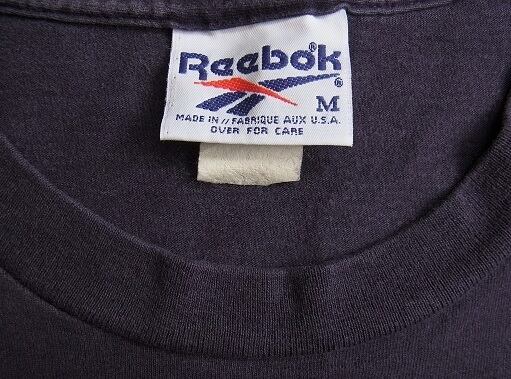 Reebok®
®
M
MADE IN // FABRIQUE AUX U.S.A.
OVER FOR CARE